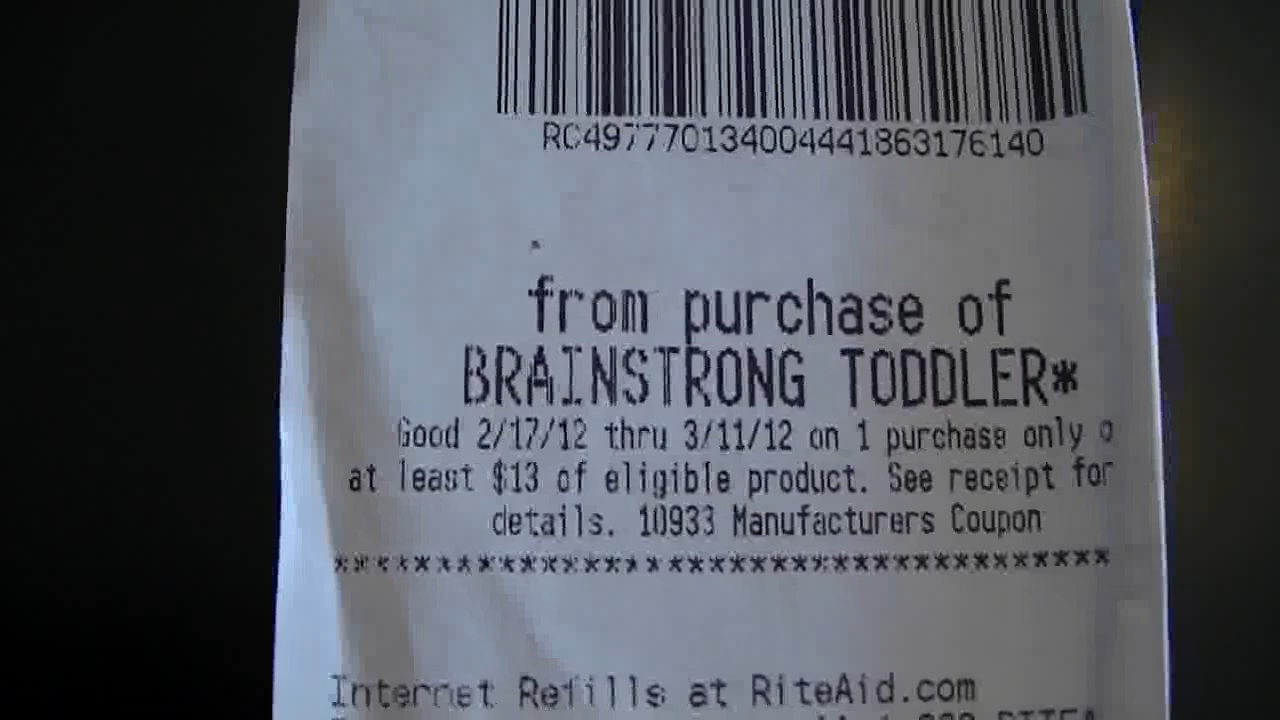 RC497770134004441863176140
from purchase of
BRAINSTRONG TODDLER*
Good 2/17/12 thru 3/11/12 on 1 purchase only o
at least $13 of eligible product. See receipt for
details. 10933 Manufacturers Coupon
************************************
Internet Refills at RiteAid.com